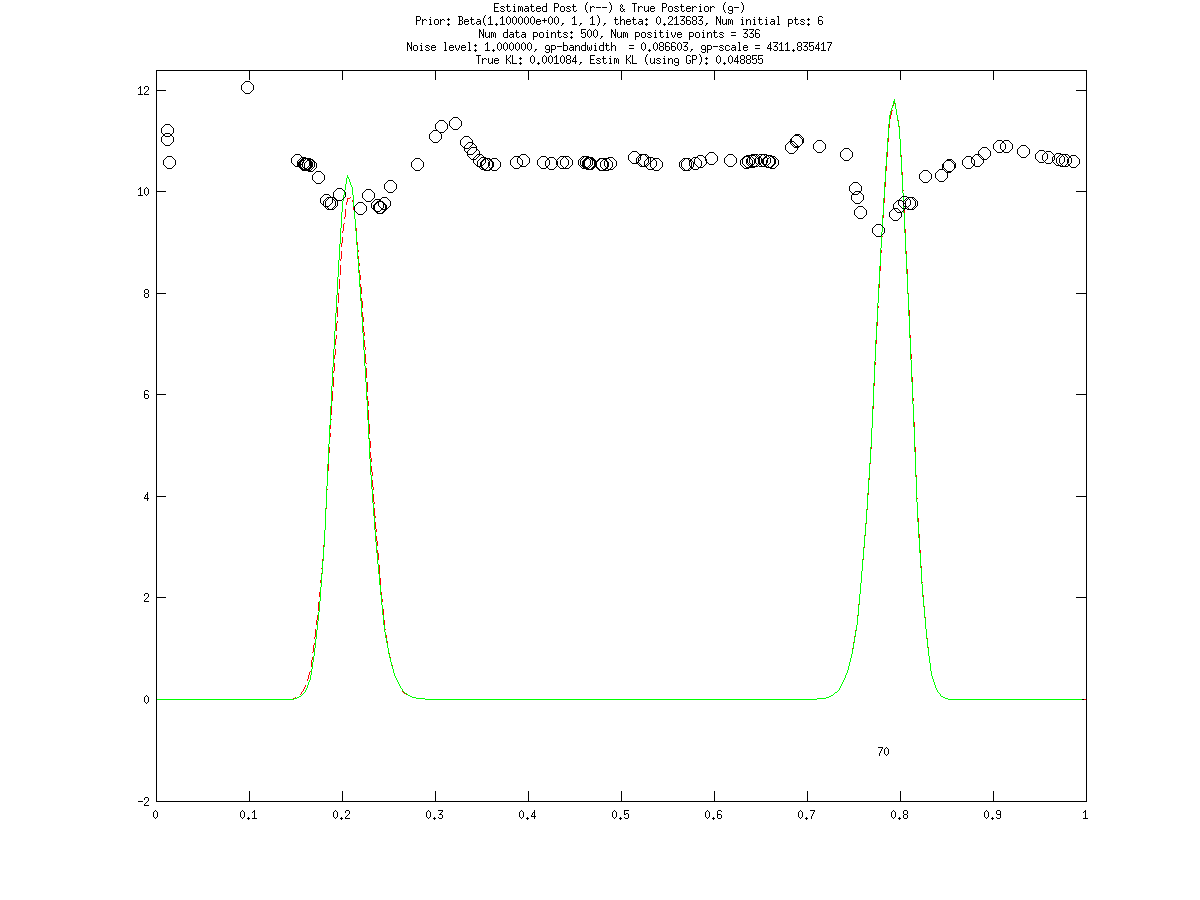 Estimated Post (r--) & True Posterior (g-)
Prior: Beta(1.100000e+00, 1, 1), theta: 0.213683, Num initial pts: 6
Num data points: 500, Num positive points = 336
Noise level: 1.000000, gp-bandwidth  = 0.086603, gp-scale = 4311.835417
True KL: 0.001084, Estim KL (using GP): 0.048855
12
10
8
6
4
2
0
70
-2
0 0.1 0.2 0.3 0.4 0.5 0.6 0.7 0.8 0.9 1